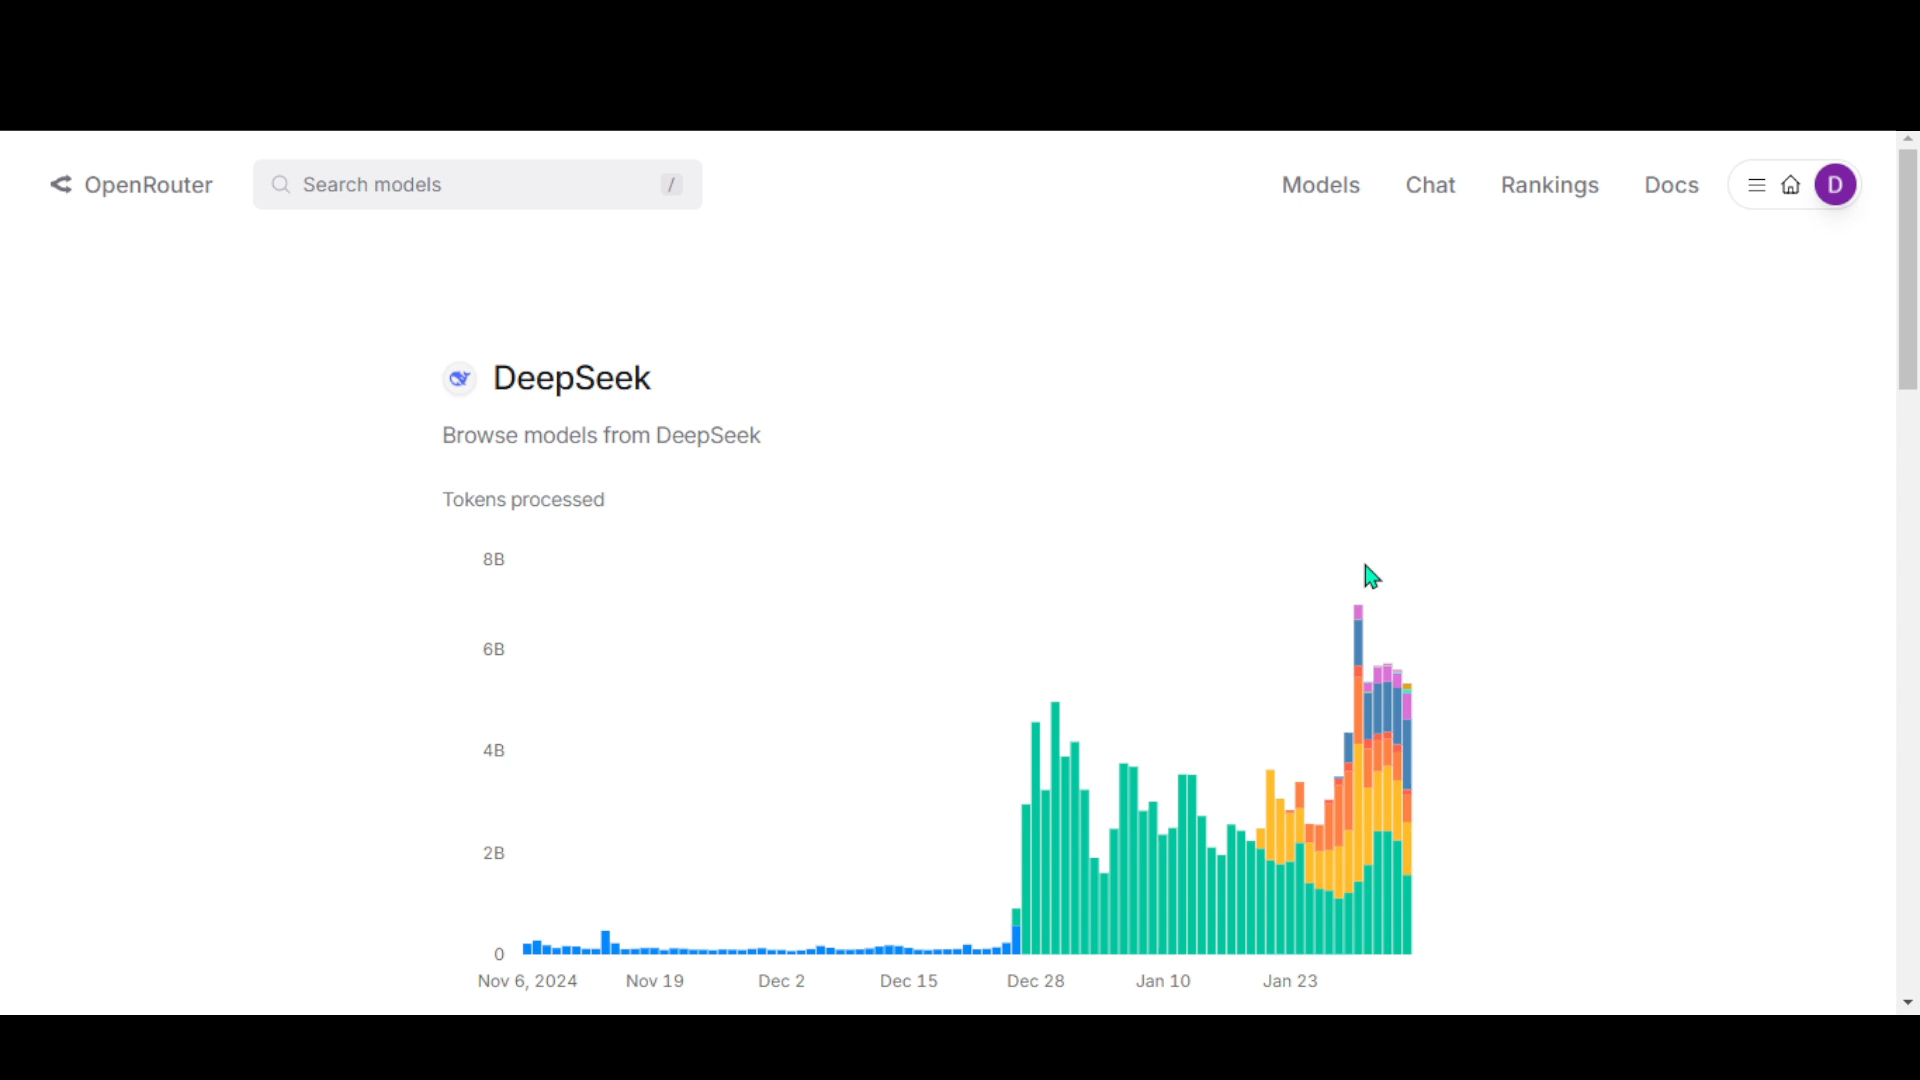 OpenRouter
Search models /
Models Chat Rankings Docs D
DeepSeek
Browse models from DeepSeek
Tokens processed
8B
6B
4B
2B
0
Nov 6, 2024 Nov 19 Dec 2 Dec 15 Dec 28 Jan 10 Jan 23